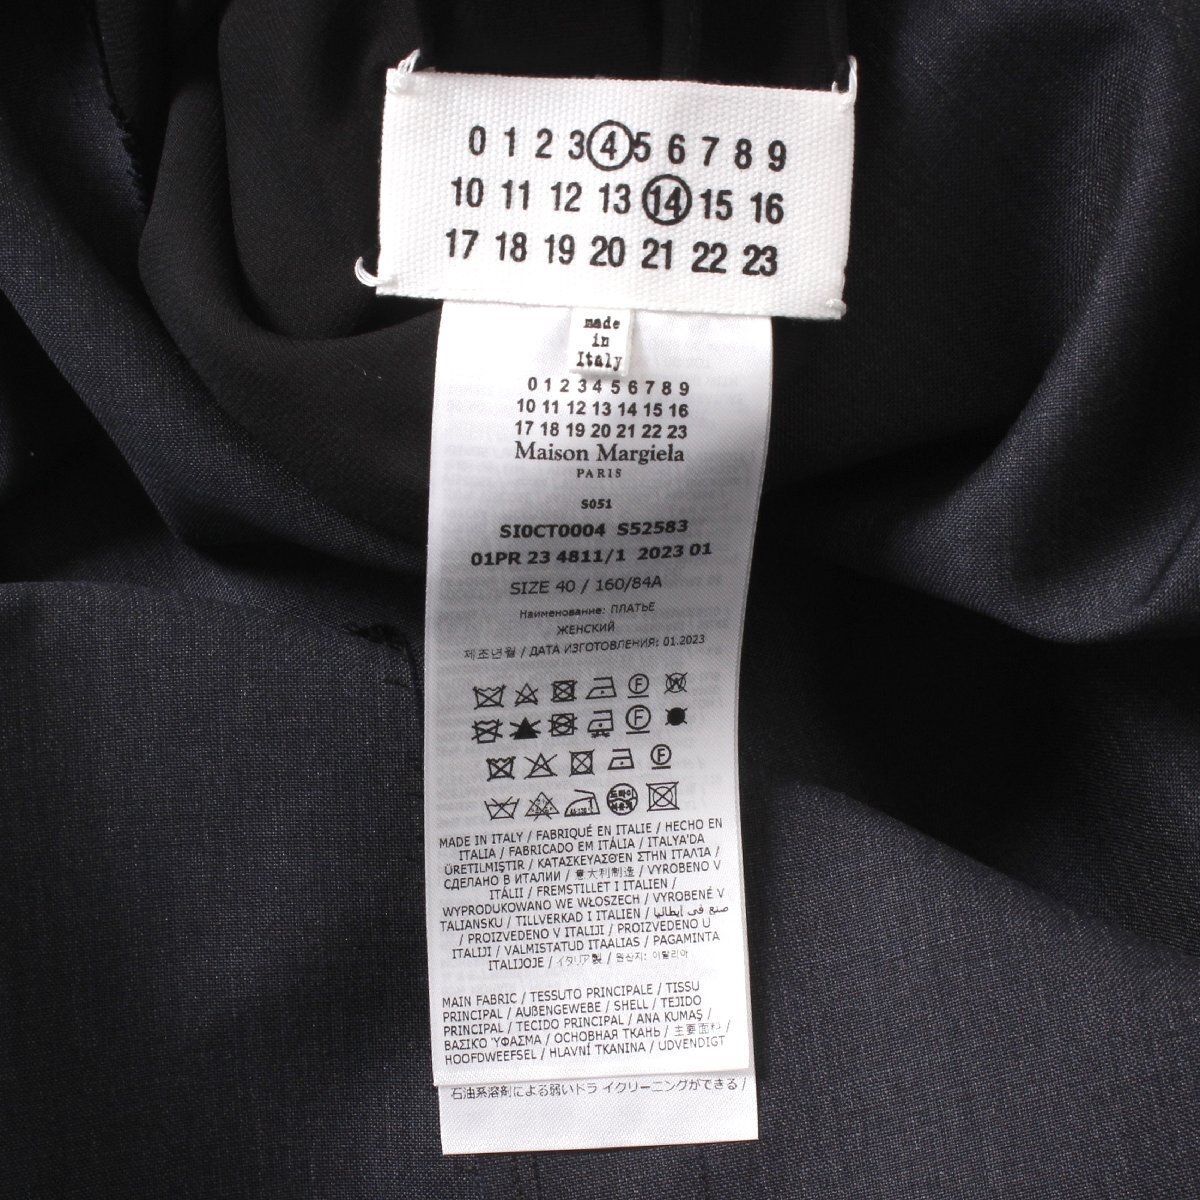 0 1 2 3 4 5 6 7 8 9
10 11 12 13 14 15 16
17 18 19 20 21 22 23
made
in
Italy
0 1 2 3 4 5 6 7 8 9
10 11 12 13 14 15 16
17 18 19 20 21 22 23
Maison Margiela
PARIS
S051
SI0CT0004 S52583
01PR 23 4811/1 2023 01
SIZE 40 / 160/84A
Наименование: ПЛАТЬЕ
ЖЕНСКИЙ
제조년월 / ДАТА ИЗГОТОВЛЕНИЯ: 01.2023
F W
F
F
MADE IN ITALY / FABRIQUÉ EN ITALIE / HECHO EN
ITALIA / FABRICADO EM ITÁLIA / ITALYA'DA
ÜRETILMIŞTIR / ΚΑΤΑΣΚΕΥΑΣΘΕΝ ΣΤΗΝ ΙΤΑΛΙΑ /
СДЕЛАНО В ИТАЛИИ / 意大利制造 / VYROBENO V
ITÁLII / FREMSTILLET I ITALIEN /
WYPRODUKOWANO WE WŁOSZECH / VYROBENÉ V
TALIANSKU / TILLVERKAD I ITALIEN / صنع في إيطاليا
/ PROIZVEDENO V ITALIJI / PROIZVEDENO U
ITALIJI / VALMISTATUD ITAALIAS / PAGAMINTA
ITALIJOJE / イタリア製 / 원산지: 이탈리아
MAIN FABRIC / TESSUTO PRINCIPALE / TISSU
PRINCIPAL / AUßENGEWEBE / SHELL / TEJIDO
PRINCIPAL / TECIDO PRINCIPAL / ANA KUMAŞ /
ΒΑΣΙΚΟ ΎΦΑΣΜΑ / ОСНОВНАЯ ТКАНЬ / 主要面料 /
HOOFDWEEFSEL / HLAVNÍ TKANINA / UDVENDIGT
石油系溶剤による弱いドライクリーニングができる /